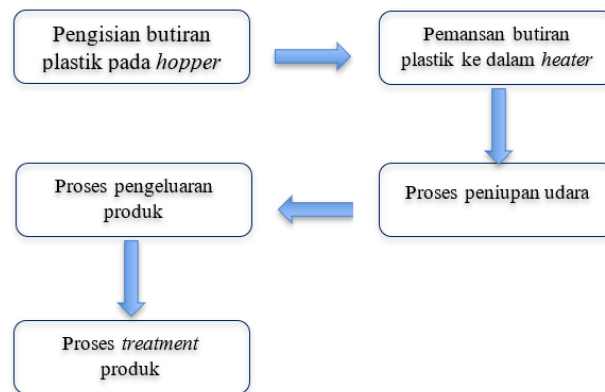 Pengisian butiran
plastik pada hopper
Pemansan butiran
plastik ke dalam heater
Proses peniupan udara
Proses pengeluaran
produk
Proses treatment
produk